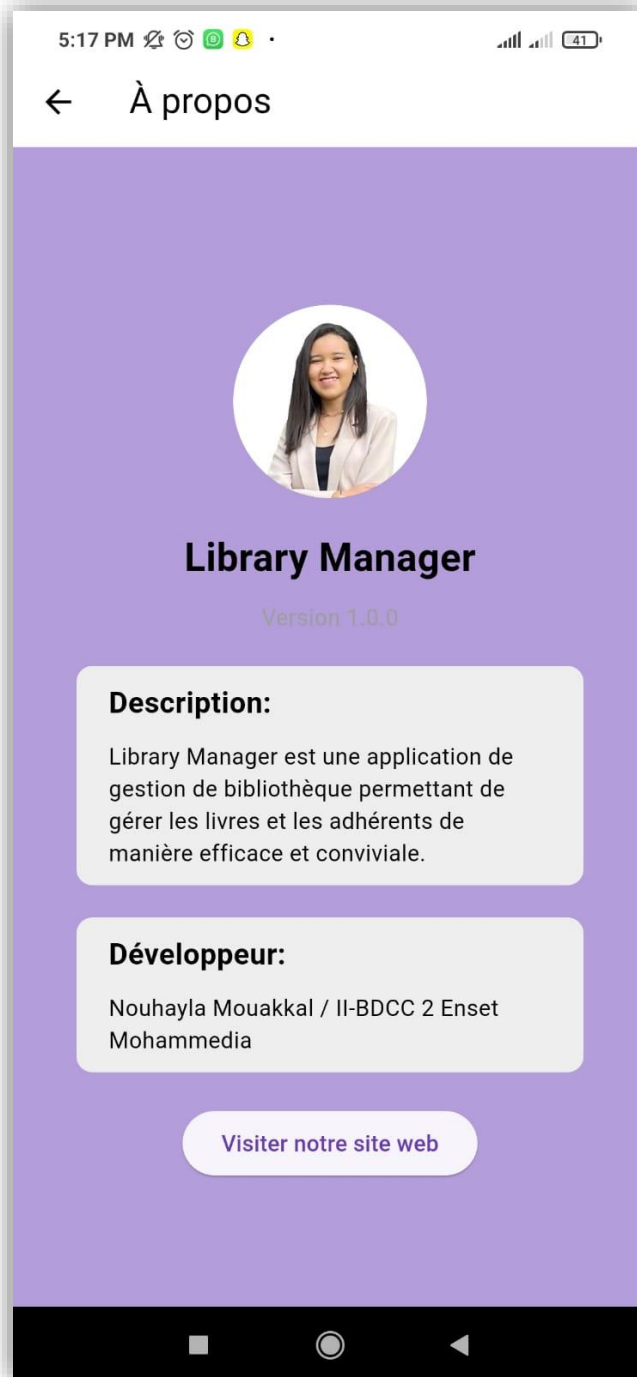 5:17 PM
41
À propos
Library Manager
Version 1.0.0
Description:
Library Manager est une application de
gestion de bibliothèque permettant de
gérer les livres et les adhérents de
manière efficace et conviviale.
Développeur:
Nouhayla Mouakkal / II-BDCC 2 Enset
Mohammedia
Visiter notre site web